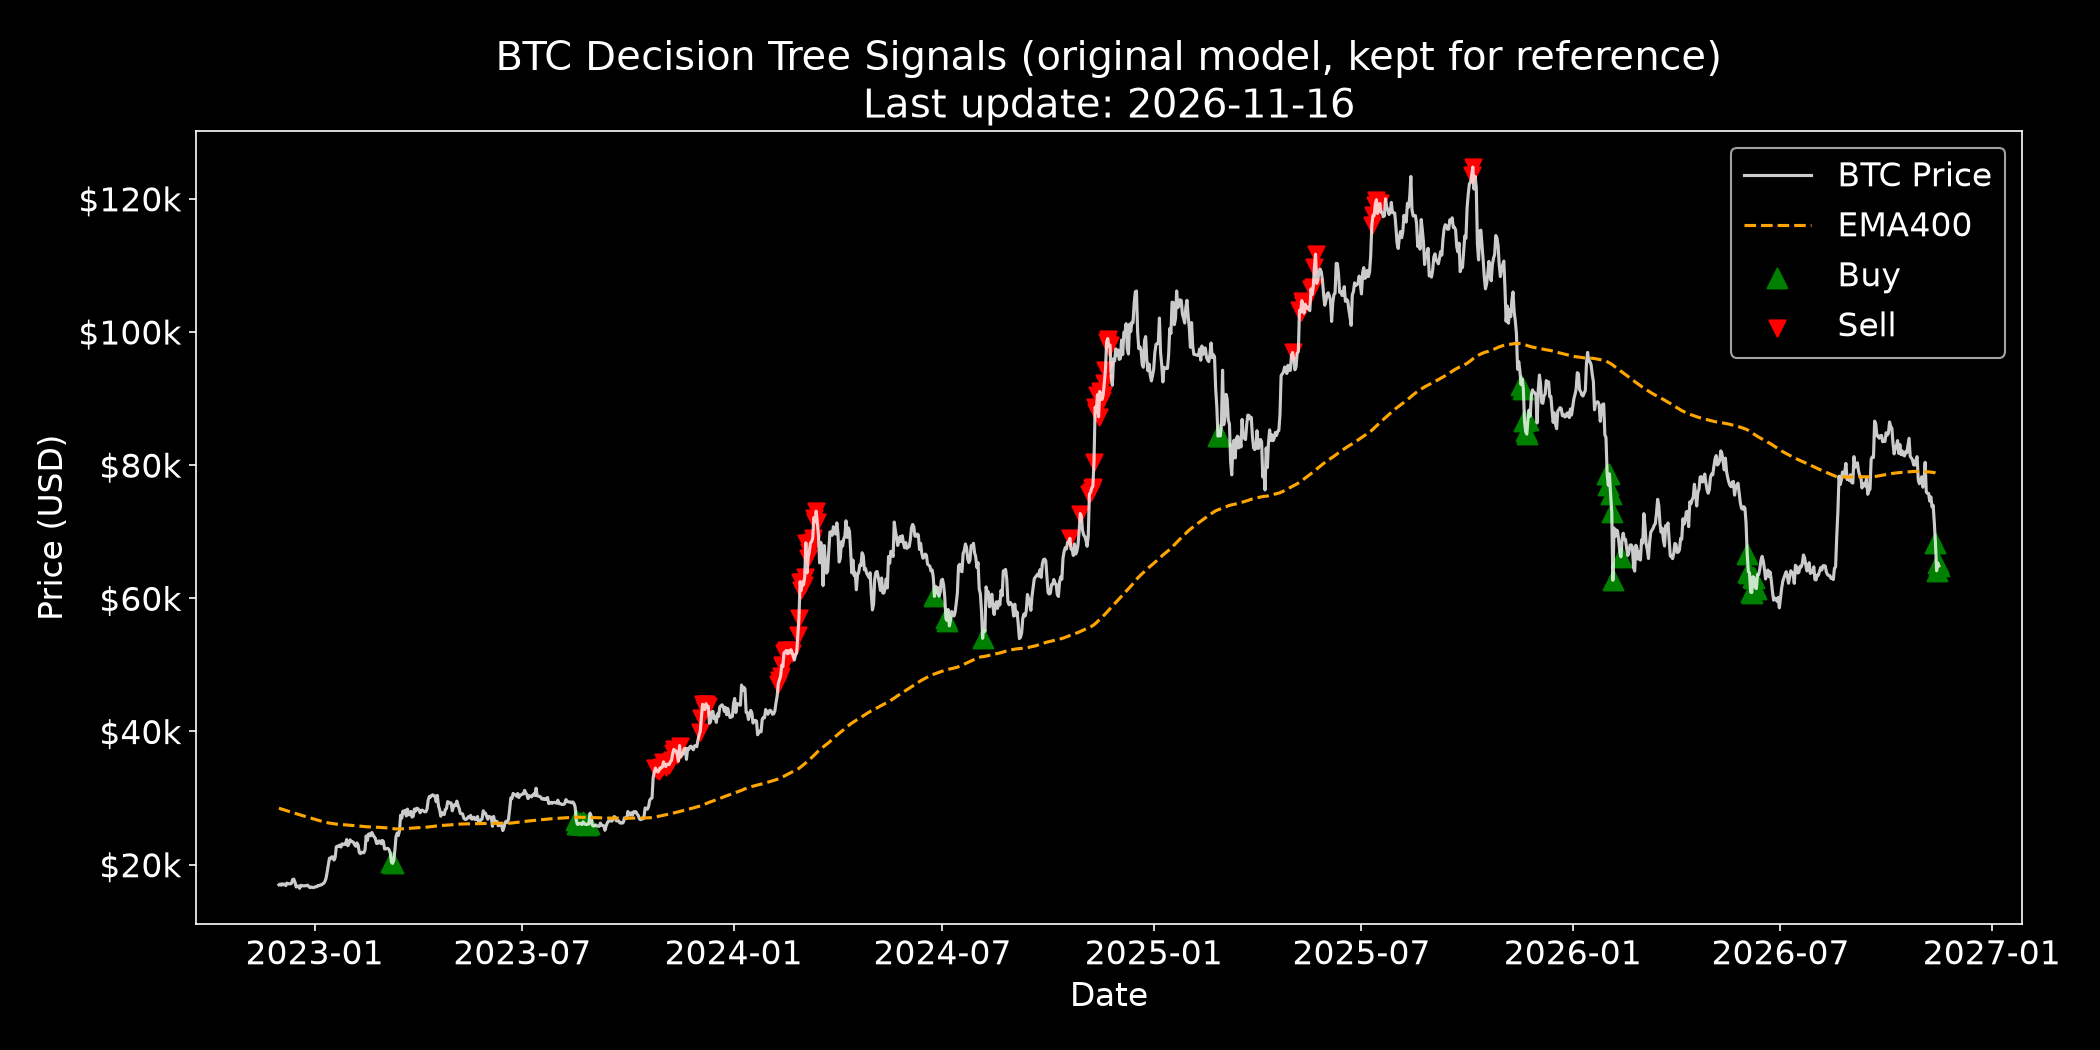 BTC Decision Tree Signals (original model, kept for reference)
Last update: 2026-11-16
Price (USD)
$120k
$100k
$80k
$60k
$40k
$20k
BTC Price
EMA400
Buy
Sell
2023-01
2023-07
2024-01
2024-07
2025-01
2025-07
2026-01
2026-07
2027-01
Date